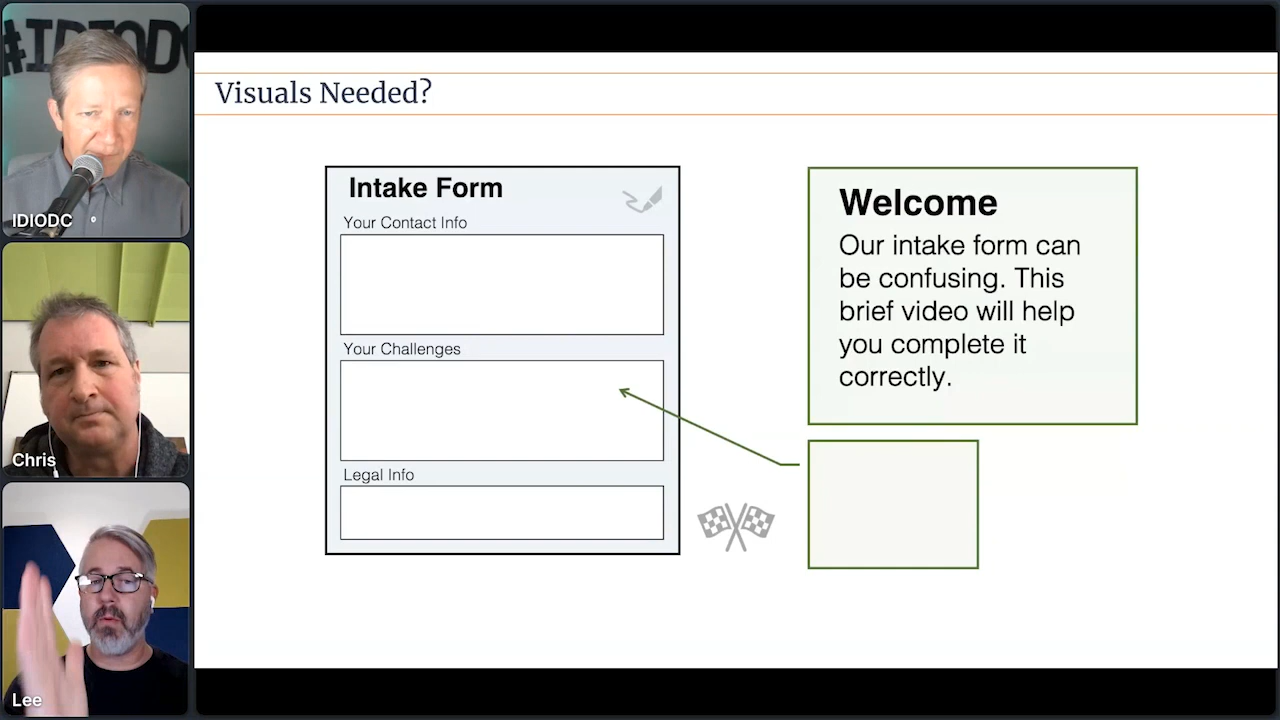 #IDIODC
IDIODC
Chris
Lee
Visuals Needed?
Intake Form
Your Contact Info
Your Challenges
Legal Info
Welcome
Our intake form can
be confusing. This
brief video will help
you complete it
correctly.